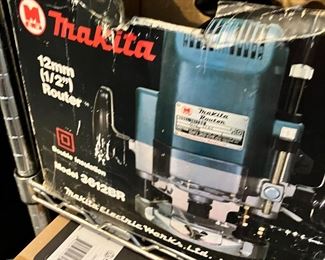 M
makita
12mm
(1/2")
Router
Double Insulation
Model 3612BR
Makita Electric Works, Ltd.
M
makita
Router